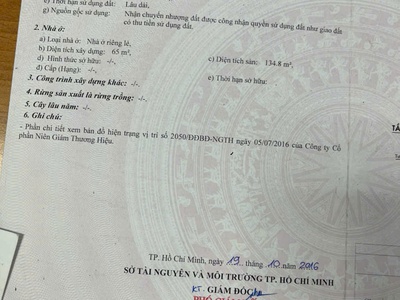 e) Thời hạn sử dụng đất: Lâu dài,
g) Nguồn gốc sử dụng: Nhận chuyển nhượng đất được công nhận quyền sử dụng đất như giao đất
có thu tiền sử dụng đất.
2. Nhà ở:
a) Loại nhà ở: Nhà ở riêng lẻ,
b) Diện tích xây dựng: 65 m²,
c) Diện tích sàn: 134.8 m²,
d) Hình thức sở hữu: -/-,
đ) Cấp (Hạng): -/-,
e) Thời hạn sở hữu:
3. Công trình xây dựng khác: -/-.
4. Rừng sản xuất là rừng trồng: -/-.
5. Cây lâu năm: -/-.
6. Ghi chú:
- Phần chi tiết xem bản đồ hiện trạng vị trí số 2050/ĐĐBĐ-NGTH ngày 05/07/2016 của Công ty Cổ
phần Niên Giám Thương Hiệu.
TP. Hồ Chí Minh, ngày 19 tháng 10 năm 2016
SỞ TÀI NGUYÊN VÀ MÔI TRƯỜNG TP. HỒ CHÍ MINH
KT. GIÁM ĐỐC